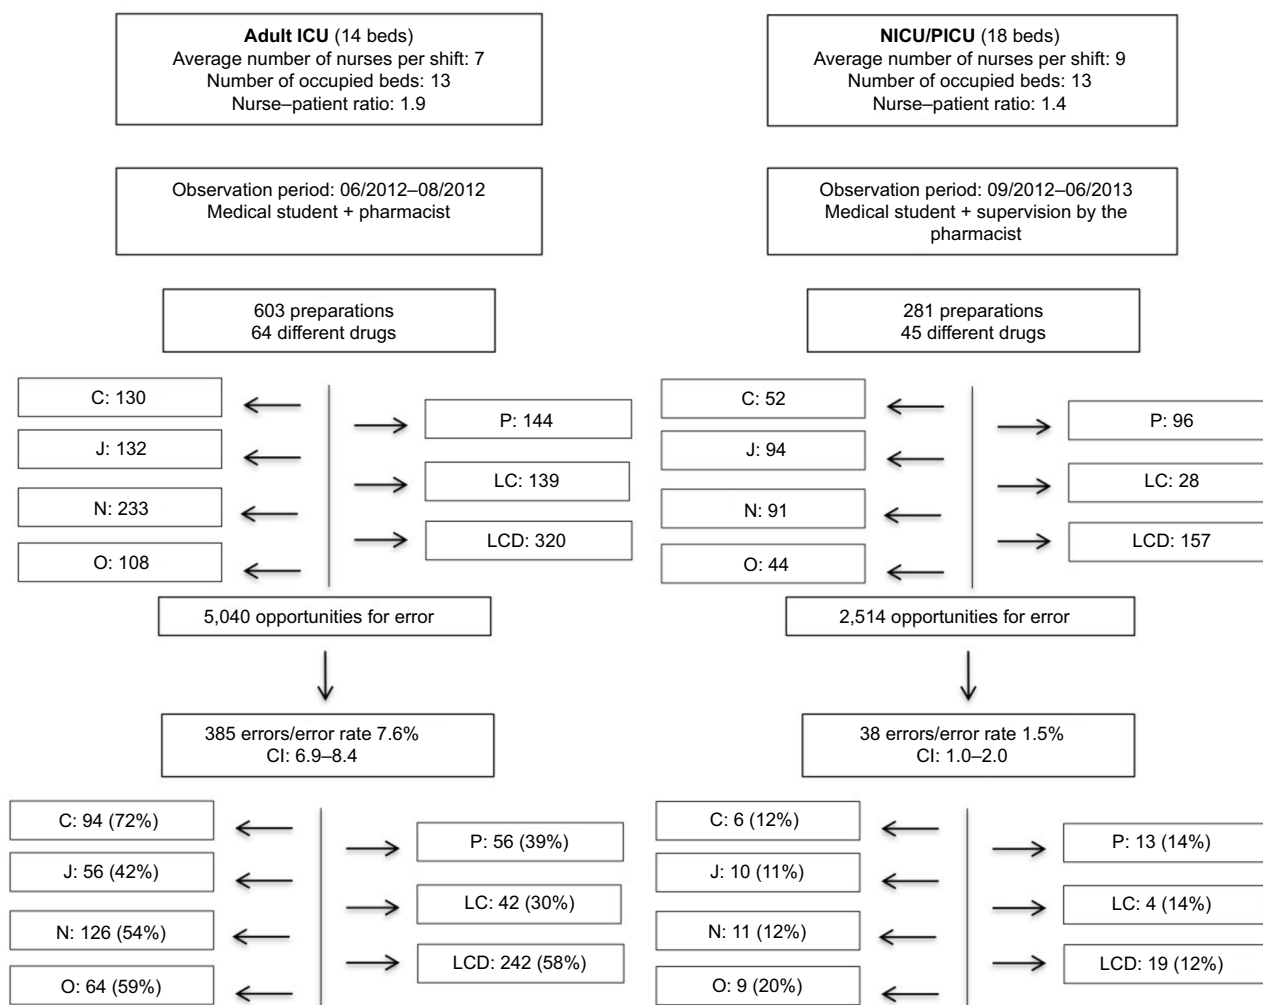 Adult ICU (14 beds)
Average number of nurses per shift: 7
Number of occupied beds: 13
Nurse–patient ratio: 1.9
Observation period: 06/2012–08/2012
Medical student + pharmacist
603 preparations
64 different drugs
C: 130
J: 132
N: 233
O: 108
P: 144
LC: 139
LCD: 320
5,040 opportunities for error
385 errors/error rate 7.6%
CI: 6.9–8.4
C: 94 (72%)
J: 56 (42%)
N: 126 (54%)
O: 64 (59%)
P: 56 (39%)
LC: 42 (30%)
LCD: 242 (58%)
NICU/PICU (18 beds)
Average number of nurses per shift: 9
Number of occupied beds: 13
Nurse–patient ratio: 1.4
Observation period: 09/2012–06/2013
Medical student + supervision by the
pharmacist
281 preparations
45 different drugs
C: 52
J: 94
N: 91
O: 44
P: 96
LC: 28
LCD: 157
2,514 opportunities for error
38 errors/error rate 1.5%
CI: 1.0–2.0
C: 6 (12%)
J: 10 (11%)
N: 11 (12%)
O: 9 (20%)
P: 13 (14%)
LC: 4 (14%)
LCD: 19 (12%)